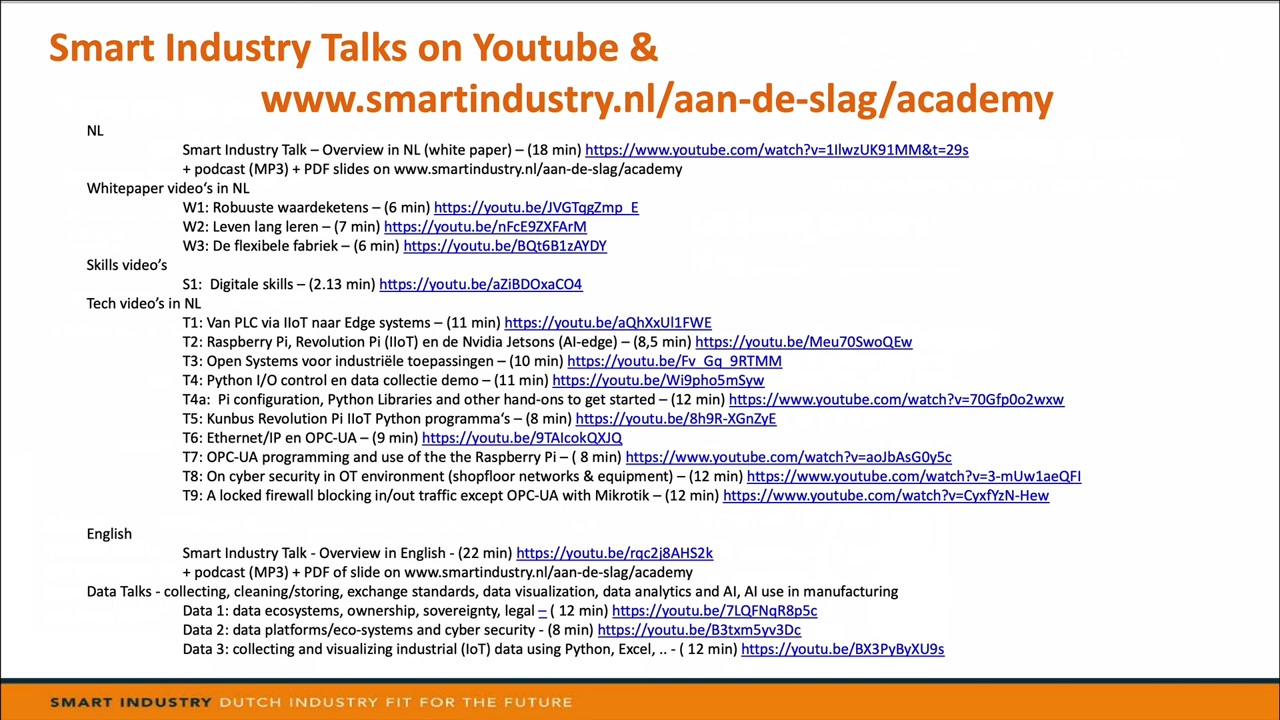 Smart Industry Talks on Youtube &
www.smartindustry.nl/aan-de-slag/academy
NL
Smart Industry Talk – Overview in NL (white paper) – (18 min) https://www.youtube.com/watch?v=1IlwzUK91MM&t=29s
+ podcast (MP3) + PDF slides on www.smartindustry.nl/aan-de-slag/academy
Whitepaper video‘s in NL
W1: Robuuste waardeketens – (6 min) https://youtu.be/JVGTqgZmp_E
W2: Leven lang leren – (7 min) https://youtu.be/nFcE9ZXFArM
W3: De flexibele fabriek – (6 min) https://youtu.be/BQt6B1zAYDY
Skills video’s
S1:  Digitale skills – (2.13 min) https://youtu.be/aZiBDOxaCO4
Tech video’s in NL
T1: Van PLC via IIoT naar Edge systems – (11 min) https://youtu.be/aQhXxUl1FWE
T2: Raspberry Pi, Revolution Pi (IIoT) en de Nvidia Jetsons (AI-edge) – (8,5 min) https://youtu.be/Meu70SwoQEw
T3: Open Systems voor industriële toepassingen – (10 min) https://youtu.be/Fv_Gq_9RTMM
T4: Python I/O control en data collectie demo – (11 min) https://youtu.be/Wi9pho5mSyw
T4a:  Pi configuration, Python Libraries and other hand-ons to get started – (12 min) https://www.youtube.com/watch?v=70Gfp0o2wxw
T5: Kunbus Revolution Pi IIoT Python programma‘s – (8 min) https://youtu.be/8h9R-XGnZyE
T6: Ethernet/IP en OPC-UA – (9 min) https://youtu.be/9TAIcokQXJQ
T7: OPC-UA programming and use of the the Raspberry Pi – ( 8 min) https://www.youtube.com/watch?v=aoJbAsG0y5c
T8: On cyber security in OT environment (shopfloor networks & equipment) – (12 min) https://www.youtube.com/watch?v=3-mUw1aeQFI
T9: A locked firewall blocking in/out traffic except OPC-UA with Mikrotik – (12 min) https://www.youtube.com/watch?v=CyxfYzN-Hew
English
Smart Industry Talk - Overview in English - (22 min) https://youtu.be/rqc2j8AHS2k
+ podcast (MP3) + PDF of slide on www.smartindustry.nl/aan-de-slag/academy
Data Talks - collecting, cleaning/storing, exchange standards, data visualization, data analytics and AI, AI use in manufacturing
Data 1: data ecosystems, ownership, sovereignty, legal – ( 12 min) https://youtu.be/7LQFNqR8p5c
Data 2: data platforms/eco-systems and cyber security - (8 min) https://youtu.be/B3txm5yv3Dc
Data 3: collecting and visualizing industrial (IoT) data using Python, Excel, .. - ( 12 min) https://youtu.be/BX3PyByXU9s
SMART INDUSTRY DUTCH INDUSTRY FIT FOR THE FUTURE